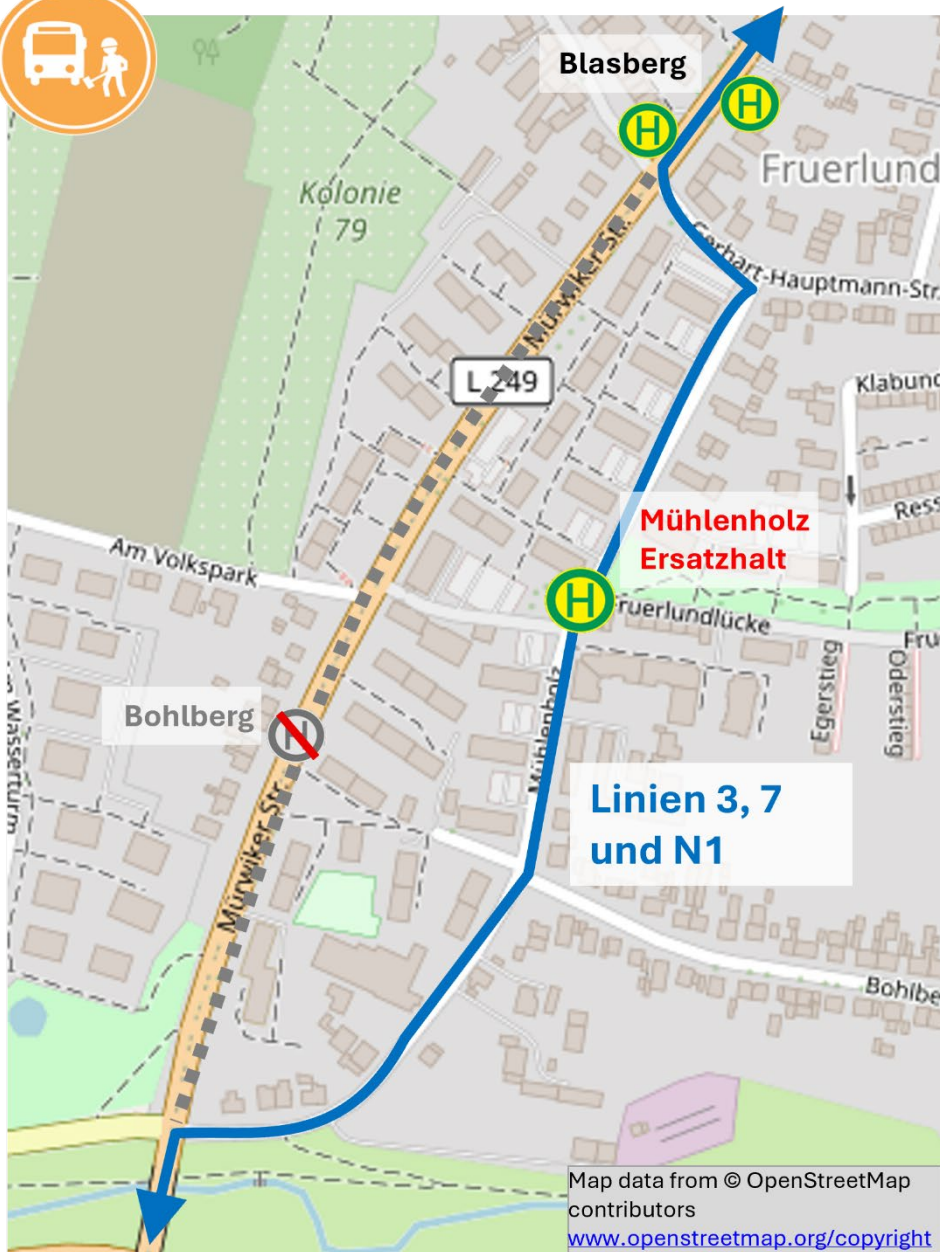 Blasberg
H
H
Fruerlund
Kolonie
79
Gerhart-Hauptmann-Str.
Mürwiker Str.
L 249
Klabund
Ress
Mühlenholz
Ersatzhalt
Am Volkspark
H
Fruerlundlücke
Fru
Egerstieg
Oderstieg
Bohlberg
H
Mühlenholz
m Wasserturm
Linien 3, 7
und N1
Mürwiker Str.
Bohlbe
Map data from © OpenStreetMap
contributors
www.openstreetmap.org/copyright